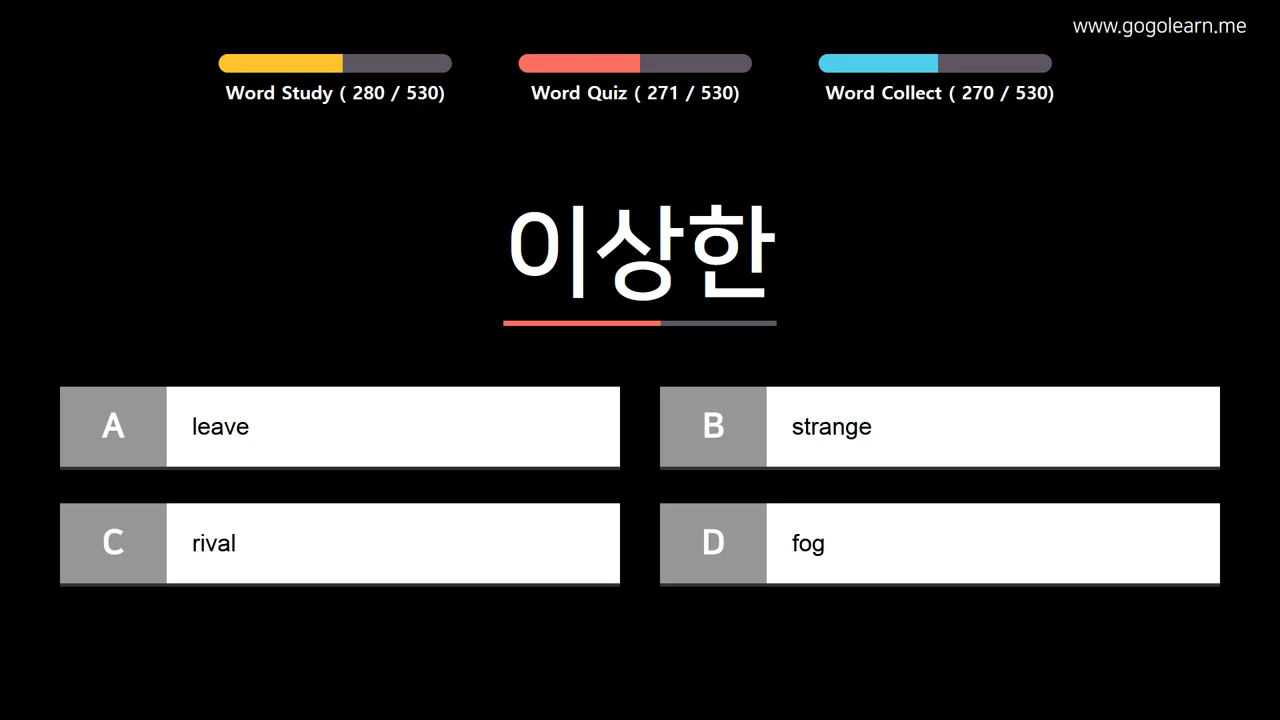 www.gogolearn.me
Word Study ( 280 / 530)
Word Quiz ( 271 / 530)
Word Collect ( 270 / 530)
이상한
A leave
B strange
C rival
D fog